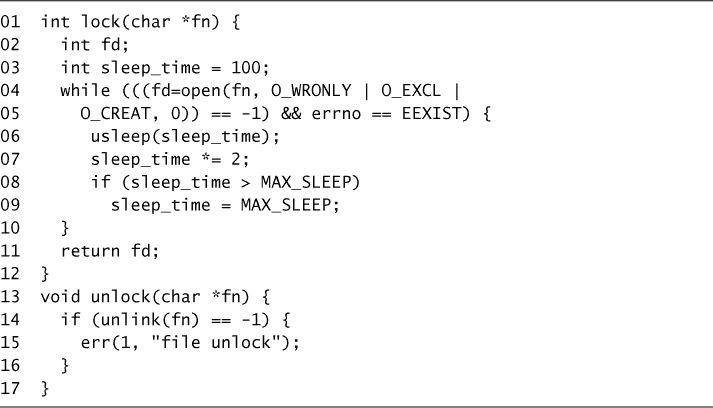 01 int lock(char *fn) {
02   int fd;
03   int sleep_time = 100;
04   while (((fd=open(fn, O_WRONLY | O_EXCL |
05     O_CREAT, 0)) == -1) && errno == EEXIST) {
06      usleep(sleep_time);
07      sleep_time *= 2;
08      if (sleep_time > MAX_SLEEP)
09        sleep_time = MAX_SLEEP;
10   }
11   return fd;
12 }
13 void unlock(char *fn) {
14   if (unlink(fn) == -1) {
15     err(1, "file unlock");
16   }
17 }